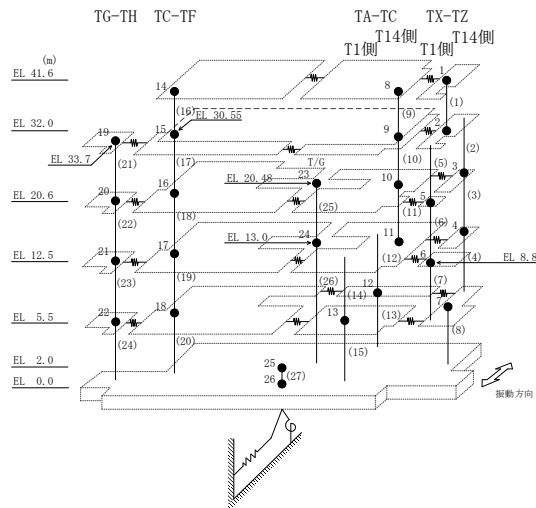 TG-TH TC-TF TA-TC TX-TZ
T1側 T14側 T1側 T14側
(m)
EL 41.6
14 8 1
(16) (9) (1)
EL 30.55
EL 32.0
19 15 9 2
EL 33.7
(21) (17) (10) (2)
T/G
EL 20.48 23
16 10 (5) 3
EL 20.6
20 5 (3)
(22) (18) (25) (11) (6)
EL 13.0 24
17 11 4
EL 12.5
21 6 (4) EL 8.8
(23) (19) (26) (12) (7)
(14)
18 13 12 7
EL 5.5
22 (13) (8)
(24) (20) (15)
EL 2.0
25
EL 0.0
26 (27)
振動方向